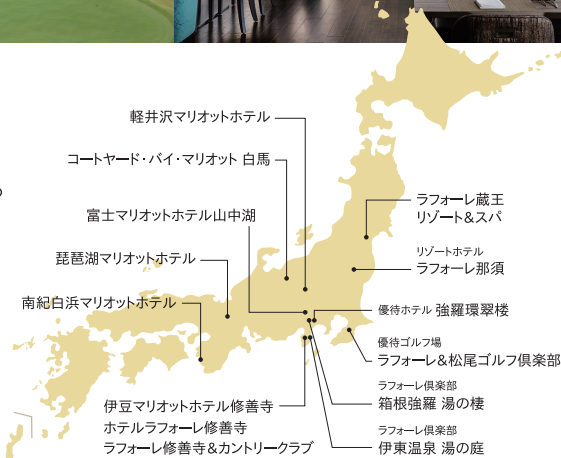 軽井沢マリオットホテル
コートヤード・バイ・マリオット 白馬
富士マリオットホテル山中湖
琵琶湖マリオットホテル
南紀白浜マリオットホテル
伊豆マリオットホテル修善寺
ホテルラフォーレ修善寺
ラフォーレ修善寺&カントリークラブ
ラフォーレ蔵王
リゾート&スパ
リゾートホテル
ラフォーレ那須
優待ホテル 強羅環翠楼
優待ゴルフ場
ラフォーレ&松尾ゴルフ倶楽部
ラフォーレ倶楽部
箱根強羅 湯の棲
ラフォーレ倶楽部
伊東温泉 湯の庭